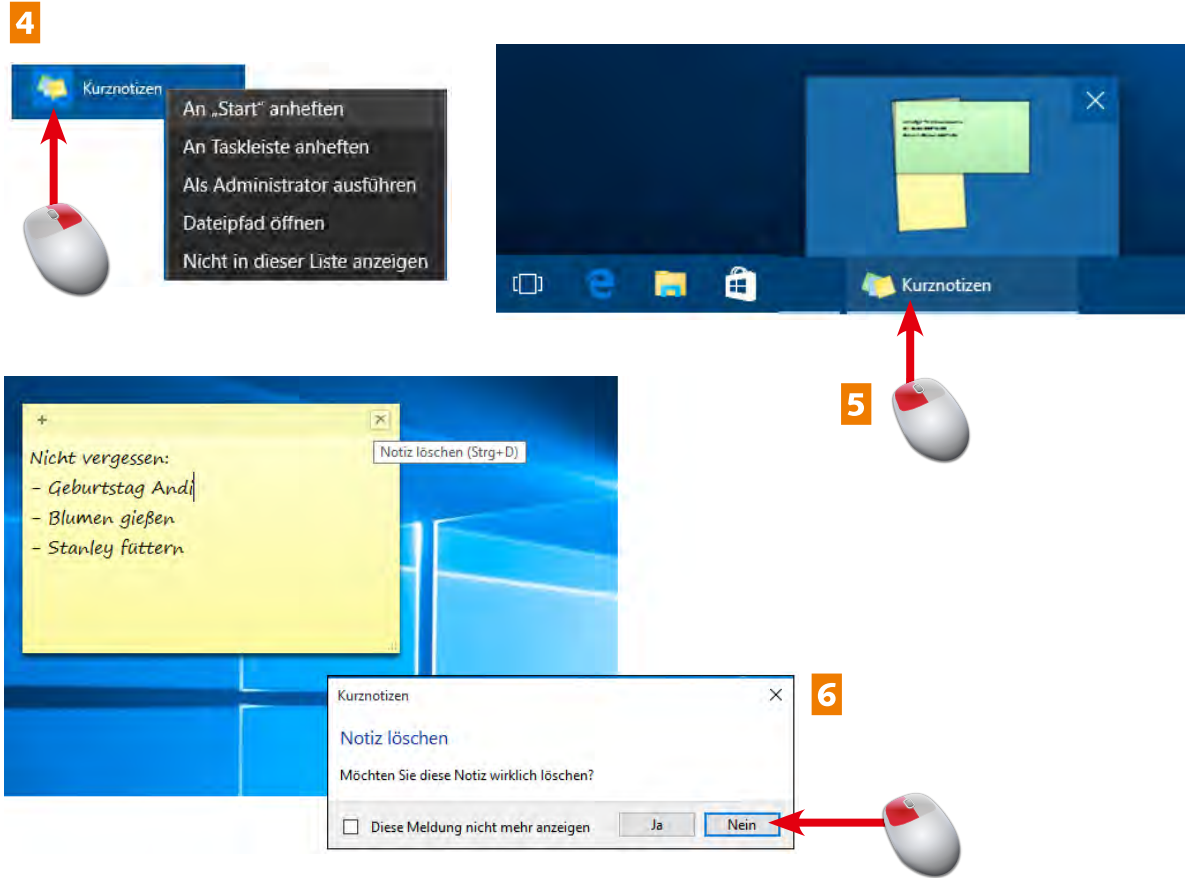 4
Kurznotizen
An „Start“ anheften
An Taskleiste anheften
Als Administrator ausführen
Dateipfad öffnen
Nicht in dieser Liste anzeigen
Kurznotizen
5
+
Notiz löschen (Strg+D)
Nicht vergessen:
- Geburtstag Andi
- Blumen gießen
- Stanley füttern
6
Kurznotizen
Notiz löschen
Möchten Sie diese Notiz wirklich löschen?
Diese Meldung nicht mehr anzeigen
Ja
Nein